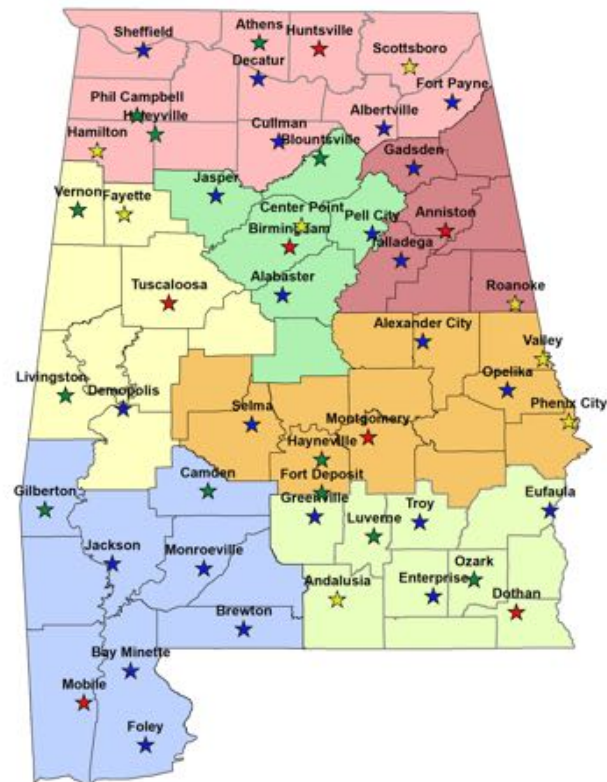 Athens
Huntsville
Sheffield
Scottsboro
Decatur
Fort Payne
Phil Campbell
Albertville
Haleyville
Cullman
Blountsville
Hamilton
Gadsden
Jasper
Vernon
Fayette
Center Point
Pell City
Anniston
Birmingham
Talladega
Alabaster
Tuscaloosa
Roanoke
Alexander City
Valley
Livingston
Demopolis
Opelika
Selma
Montgomery
Phenix City
Hayneville
Camden
Fort Deposit
Gilberton
Greenville
Troy
Eufaula
Luverne
Jackson
Monroeville
Ozark
Andalusia
Enterprise
Dothan
Brewton
Bay Minette
Mobile
Foley